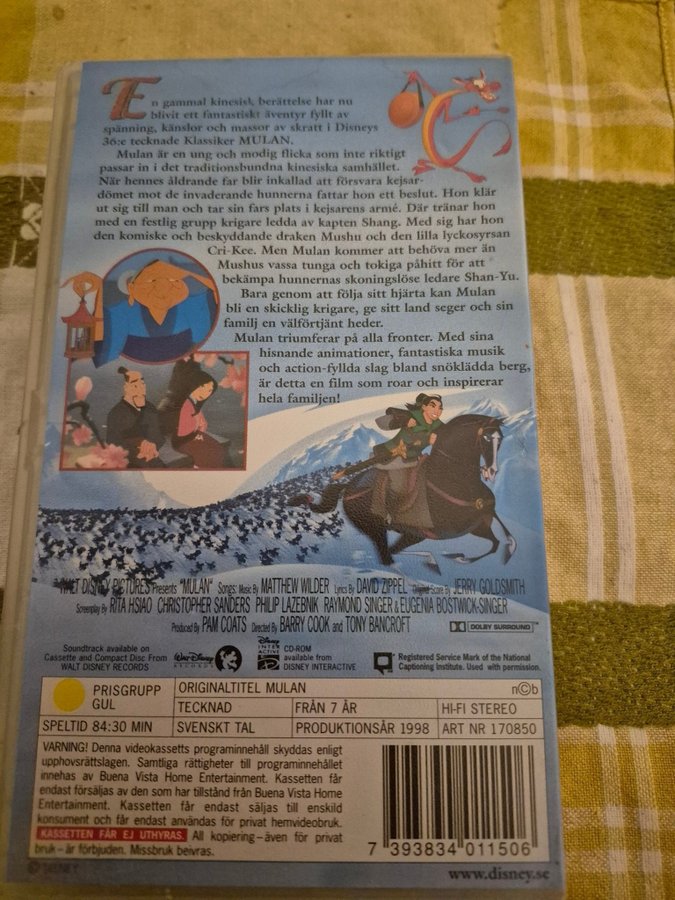 En gammal kinesisk berättelse har nu
blivit ett fantastiskt äventyr fyllt av
spänning, känslor och massor av skratt i Disneys
36:e tecknade Klassiker MULAN.
Mulan är en ung och modig flicka som inte riktigt
passar in i det traditionsbundna kinesiska samhället.
När hennes åldrande far blir inkallad att försvara kejsar-
dömet mot de invaderande hunnerna fattar hon ett beslut. Hon klär
ut sig till man och tar sin fars plats i kejsarens armé. Där tränar hon
med en festlig grupp krigare ledda av kapten Shang. Med sig har hon
den komiske och beskyddande draken Mushu och den lilla lyckosyrsan
Cri-Kee. Men Mulan kommer att behöva mer än
Mushus vassa tunga och tokiga påhitt för att
bekämpa hunnernas skoningslöse ledare Shan-Yu.
Bara genom att följa sitt hjärta kan Mulan
bli en skicklig krigare, ge sitt land seger och sin
familj en välförtjänt heder.
Mulan triumferar på alla fronter. Med sina
hisnande animationer, fantastiska musik
och action-fyllda slag bland snöklädda berg,
är detta en film som roar och inspirerar
hela familjen!
WALT DISNEY PICTURES Presents "MULAN" Songs: Music By MATTHEW WILDER Lyrics By DAVID ZIPPEL Original Score By JERRY GOLDSMITH
Screenplay By RITA HSIAO CHRISTOPHER SANDERS PHILIP LAZEBNIK RAYMOND SINGER & EUGENIA BOSTWICK-SINGER
Produced By PAM COATS Directed By BARRY COOK and TONY BANCROFT DOLBY SURROUND
Soundtrack available on
Cassette and Compact Disc From
WALT DISNEY RECORDS
Walt Disney
RECORDS
Disney
INTER
ACTIVE
CD-ROM
available from
DISNEY INTERACTIVE
Registered Service Mark of the National
Captioning Institute. Used with permission.
PRISGRUPP
GUL
ORIGINALTITEL MULAN
n©b
TECKNAD FRÅN 7 ÅR HI-FI STEREO
SPELTID 84:30 MIN SVENSKT TAL PRODUKTIONSÅR 1998 ART NR 170850
VARNING! Denna videokassetts programinnehåll skyddas enligt
upphovsrättslagen. Samtliga rättigheter till programinnehållet
innehas av Buena Vista Home Entertainment. Kassetten får
endast försäljas av den som har tillstånd från Buena Vista Home
Entertainment. Kassetten får endast säljas till enskild
konsument och får endast användas för privat hemvideobruk.
KASSETTEN FÅR EJ UTHYRAS. All kopiering – även för privat
bruk – är förbjuden. Missbruk beivras.
7 393834 011506
© DISNEY
www.disney.se